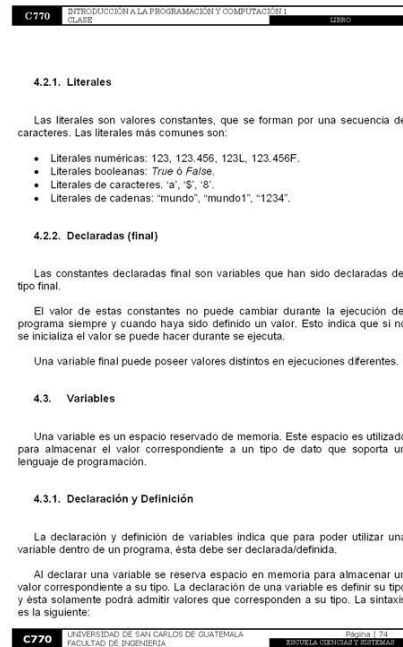 C770
INTRODUCCIÓN A LA PROGRAMACIÓN Y COMPUTACIÓN 1
CLASE
LIBRO
4.2.1. Literales
Las literales son valores constantes, que se forman por una secuencia de
caracteres. Las literales más comunes son:
• Literales numéricas: 123, 123.456, 123L, 123.456F.
• Literales booleanas: True ó False.
• Literales de caracteres. ‘a’, ‘$’, ‘8’.
• Literales de cadenas: “mundo”, “mundo1”, “1234”.
4.2.2. Declaradas (final)
Las constantes declaradas final son variables que han sido declaradas de
tipo final.
El valor de estas constantes no puede cambiar durante la ejecución de
programa siempre y cuando haya sido definido un valor. Esto indica que si no
se inicializa el valor se puede hacer durante se ejecuta.
Una variable final puede poseer valores distintos en ejecuciones diferentes.
4.3. Variables
Una variable es un espacio reservado de memoria. Este espacio es utilizado
para almacenar el valor correspondiente a un tipo de dato que soporta un
lenguaje de programación.
4.3.1. Declaración y Definición
La declaración y definición de variables indica que para poder utilizar una
variable dentro de un programa, ésta debe ser declarada/definida.
Al declarar una variable se reserva espacio en memoria para almacenar un
valor correspondiente a su tipo. La declaración de una variable es definir su tipo
y ésta solamente podrá admitir valores que corresponden a su tipo. La sintaxis
es la siguiente:
C770
UNIVERSIDAD DE SAN CARLOS DE GUATEMALA
FACULTAD DE INGENIERIA
Página | 74
ESCUELA CIENCIAS Y SISTEMAS